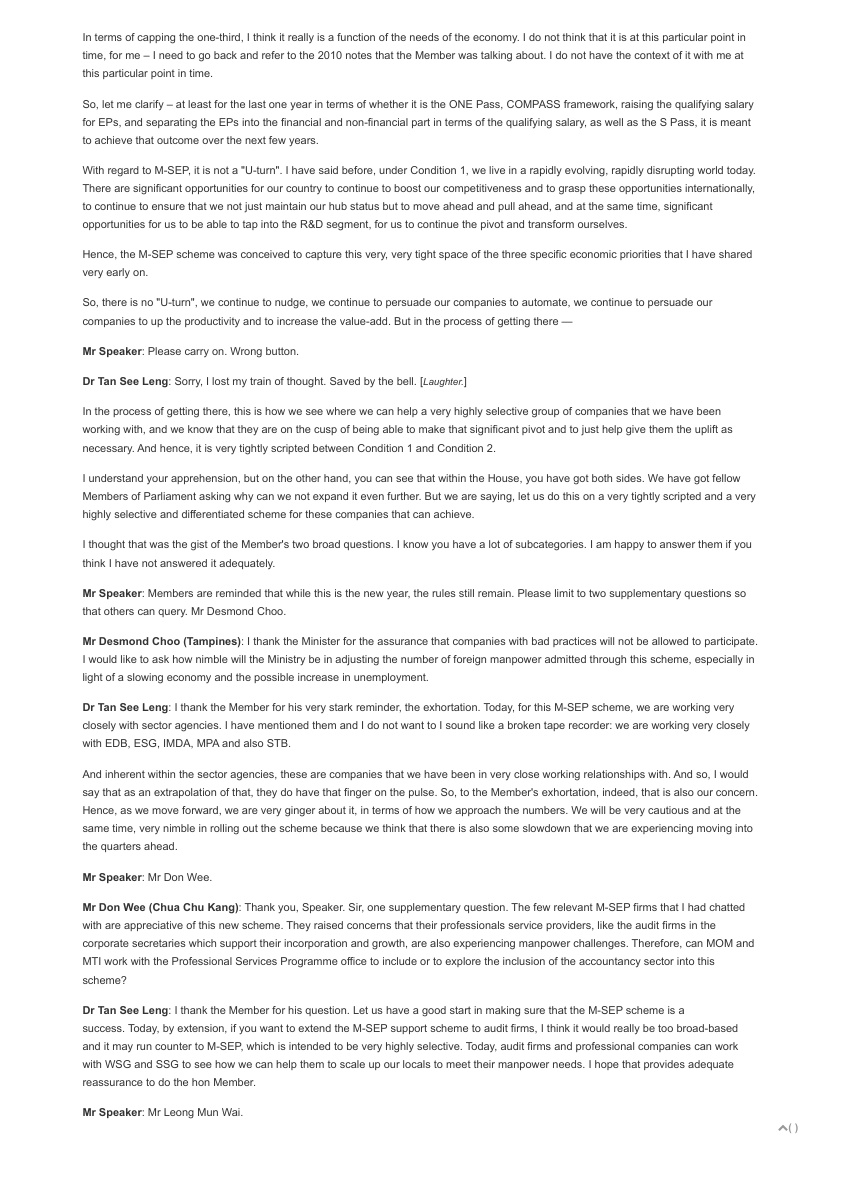 In terms of capping the one-third, I think it really is a function of the needs of the economy. I do not think that it is at this particular point in
time, for me – I need to go back and refer to the 2010 notes that the Member was talking about. I do not have the context of it with me at
this particular point in time.
So, let me clarify – at least for the last one year in terms of whether it is the ONE Pass, COMPASS framework, raising the qualifying salary
for EPs, and separating the EPs into the financial and non-financial part in terms of the qualifying salary, as well as the S Pass, it is meant
to achieve that outcome over the next few years.
With regard to M-SEP, it is not a "U-turn". I have said before, under Condition 1, we live in a rapidly evolving, rapidly disrupting world today.
There are significant opportunities for our country to continue to boost our competitiveness and to grasp these opportunities internationally,
to continue to ensure that we not just maintain our hub status but to move ahead and pull ahead, and at the same time, significant
opportunities for us to be able to tap into the R&D segment, for us to continue the pivot and transform ourselves.
Hence, the M-SEP scheme was conceived to capture this very, very tight space of the three specific economic priorities that I have shared
very early on.
So, there is no "U-turn", we continue to nudge, we continue to persuade our companies to automate, we continue to persuade our
companies to up the productivity and to increase the value-add. But in the process of getting there —
Mr Speaker: Please carry on. Wrong button.
Dr Tan See Leng: Sorry, I lost my train of thought. Saved by the bell. [Laughter.]
In the process of getting there, this is how we see where we can help a very highly selective group of companies that we have been
working with, and we know that they are on the cusp of being able to make that significant pivot and to just help give them the uplift as
necessary. And hence, it is very tightly scripted between Condition 1 and Condition 2.
I understand your apprehension, but on the other hand, you can see that within the House, you have got both sides. We have got fellow
Members of Parliament asking why can we not expand it even further. But we are saying, let us do this on a very tightly scripted and a very
highly selective and differentiated scheme for these companies that can achieve.
I thought that was the gist of the Member's two broad questions. I know you have a lot of subcategories. I am happy to answer them if you
think I have not answered it adequately.
Mr Speaker: Members are reminded that while this is the new year, the rules still remain. Please limit to two supplementary questions so
that others can query. Mr Desmond Choo.
Mr Desmond Choo (Tampines): I thank the Minister for the assurance that companies with bad practices will not be allowed to participate.
I would like to ask how nimble will the Ministry be in adjusting the number of foreign manpower admitted through this scheme, especially in
light of a slowing economy and the possible increase in unemployment.
Dr Tan See Leng: I thank the Member for his very stark reminder, the exhortation. Today, for this M-SEP scheme, we are working very
closely with sector agencies. I have mentioned them and I do not want to I sound like a broken tape recorder: we are working very closely
with EDB, ESG, IMDA, MPA and also STB.
And inherent within the sector agencies, these are companies that we have been in very close working relationships with. And so, I would
say that as an extrapolation of that, they do have that finger on the pulse. So, to the Member's exhortation, indeed, that is also our concern.
Hence, as we move forward, we are very ginger about it, in terms of how we approach the numbers. We will be very cautious and at the
same time, very nimble in rolling out the scheme because we think that there is also some slowdown that we are experiencing moving into
the quarters ahead.
Mr Speaker: Mr Don Wee.
Mr Don Wee (Chua Chu Kang): Thank you, Speaker. Sir, one supplementary question. The few relevant M-SEP firms that I had chatted
with are appreciative of this new scheme. They raised concerns that their professionals service providers, like the audit firms in the
corporate secretaries which support their incorporation and growth, are also experiencing manpower challenges. Therefore, can MOM and
MTI work with the Professional Services Programme office to include or to explore the inclusion of the accountancy sector into this
scheme?
Dr Tan See Leng: I thank the Member for his question. Let us have a good start in making sure that the M-SEP scheme is a
success. Today, by extension, if you want to extend the M-SEP support scheme to audit firms, I think it would really be too broad-based
and it may run counter to M-SEP, which is intended to be very highly selective. Today, audit firms and professional companies can work
with WSG and SSG to see how we can help them to scale up our locals to meet their manpower needs. I hope that provides adequate
reassurance to do the hon Member.
Mr Speaker: Mr Leong Mun Wai.
( )